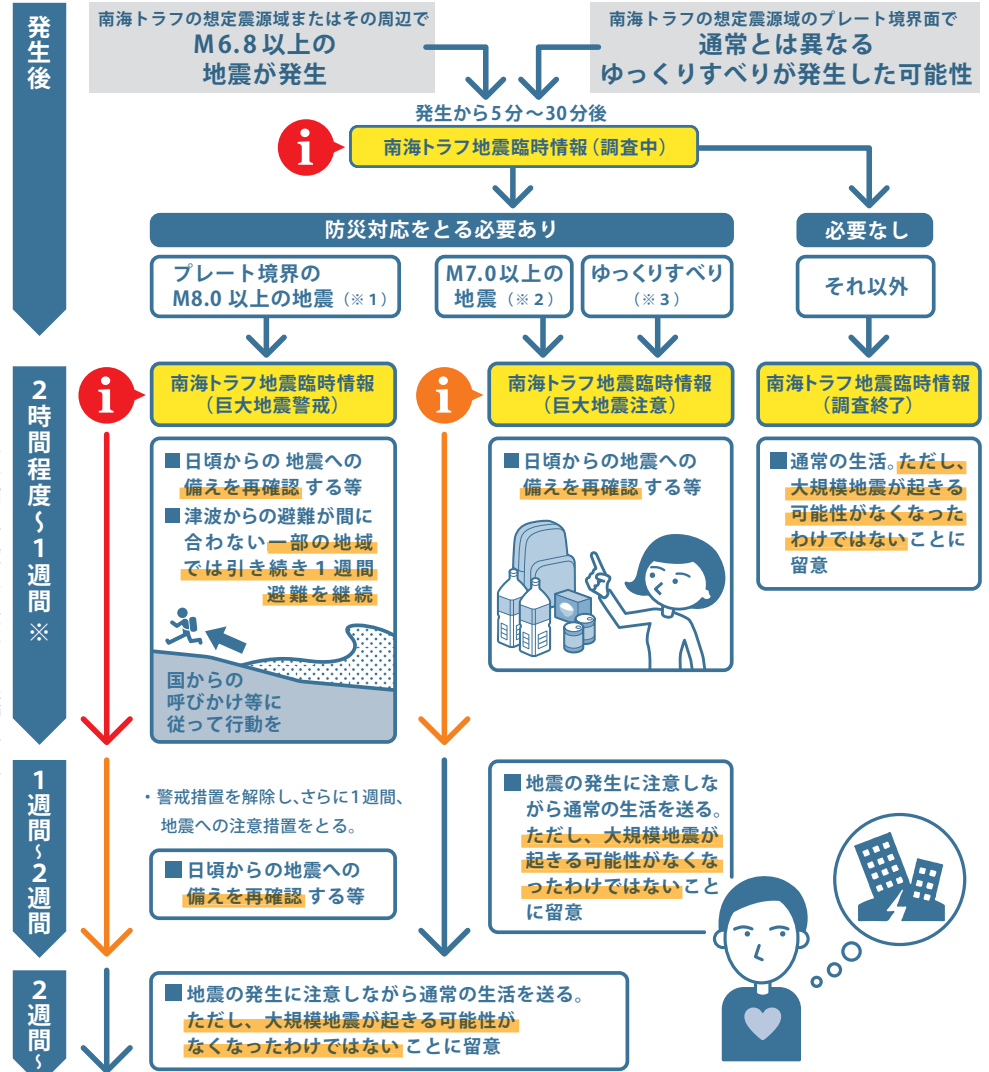 発生後
南海トラフの想定震源域またはその周辺で
M6.8以上の
地震が発生
南海トラフの想定震源域のプレート境界面で
通常とは異なる
ゆっくりすべりが発生した可能性
発生から5分～30分後
i
南海トラフ地震臨時情報(調査中)
防災対応をとる必要あり
必要なし
プレート境界の
M8.0以上の地震(※1)
M7.0以上の
地震(※2)
ゆっくりすべり
(※3)
それ以外
2時間程度～1週間※
i
南海トラフ地震臨時情報
(巨大地震警戒)
i
南海トラフ地震臨時情報
(巨大地震注意)
南海トラフ地震臨時情報
(調査終了)
■日頃からの 地震への
備えを再確認 する等
■津波からの避難が間に
合わない一部の地域
では引き続き1週間
避難を継続
国からの
呼びかけ等に
従って行動を
■日頃からの地震への
備えを再確認 する等
■通常の生活。ただし、
大規模地震が起きる
可能性がなくなった
わけではないことに
留意
1週間～2週間
・警戒措置を解除し、さらに1週間、
地震への注意措置をとる。
■日頃からの地震への
備えを再確認 する等
■地震の発生に注意しな
がら通常の生活を送る。
ただし、大規模地震が
起きる可能性がなくな
ったわけではないこと
に留意
2週間～
■地震の発生に注意しながら通常の生活を送る。
ただし、大規模地震が起きる可能性が
なくなったわけではない ことに留意